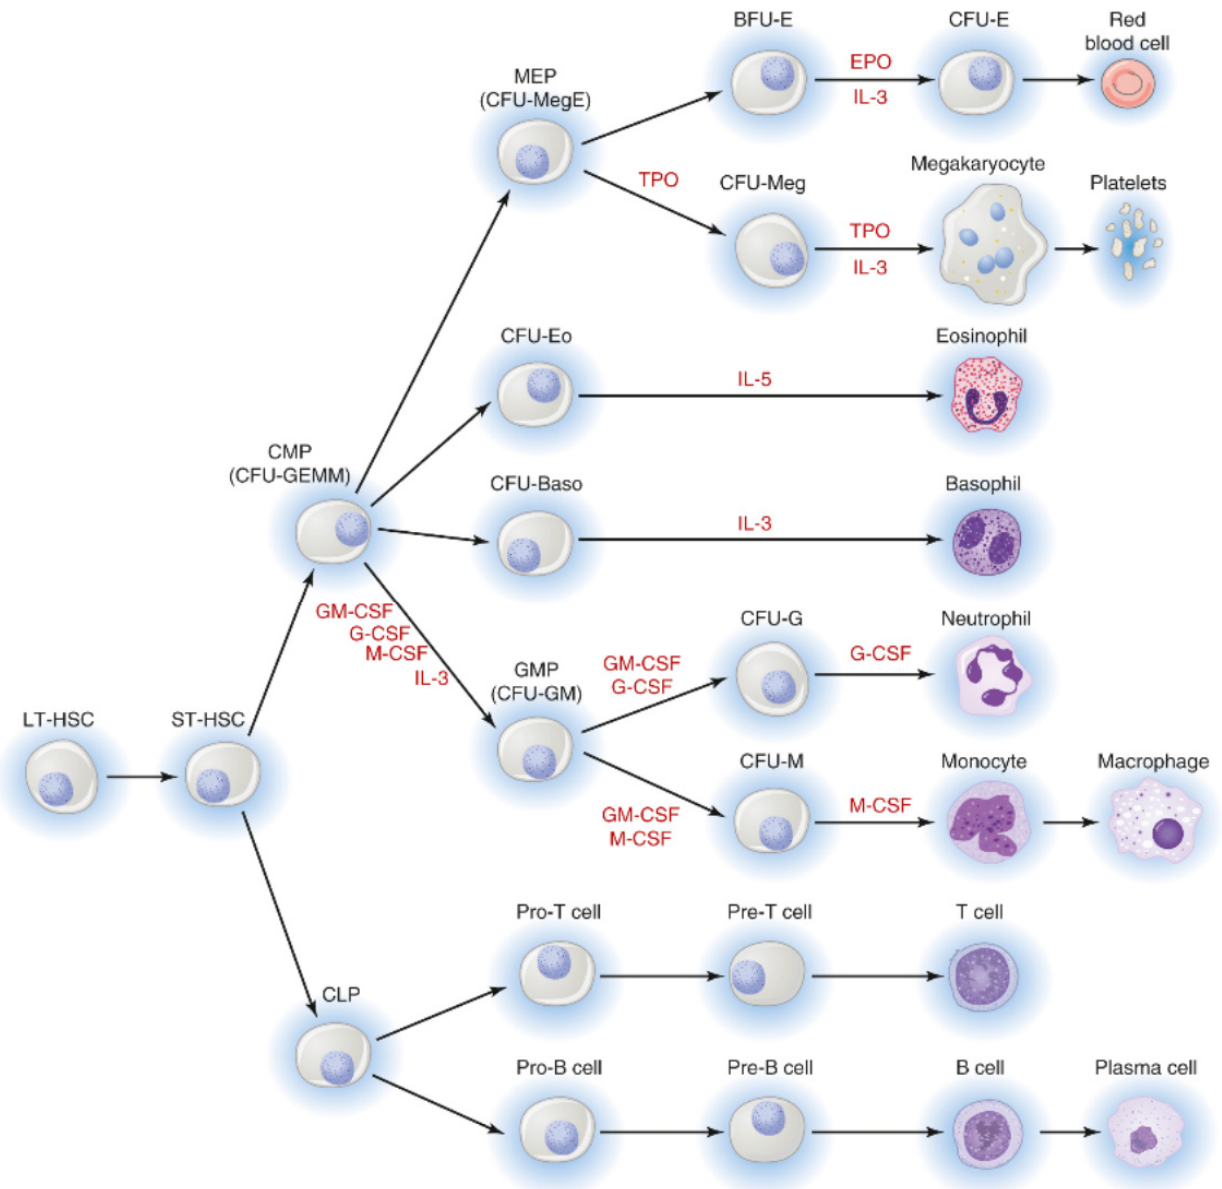 BFU-E
CFU-E
Red
blood cell
EPO
IL-3
MEP
(CFU-MegE)
TPO
CFU-Meg
Megakaryocyte
Platelets
TPO
IL-3
CFU-Eo
Eosinophil
IL-5
CMP
(CFU-GEMM)
CFU-Baso
Basophil
IL-3
GM-CSF
G-CSF
M-CSF
IL-3
CFU-G
Neutrophil
GM-CSF
G-CSF
G-CSF
GMP
(CFU-GM)
LT-HSC
ST-HSC
CFU-M
Monocyte
Macrophage
GM-CSF
M-CSF
M-CSF
Pro-T cell
Pre-T cell
T cell
CLP
Pro-B cell
Pre-B cell
B cell
Plasma cell